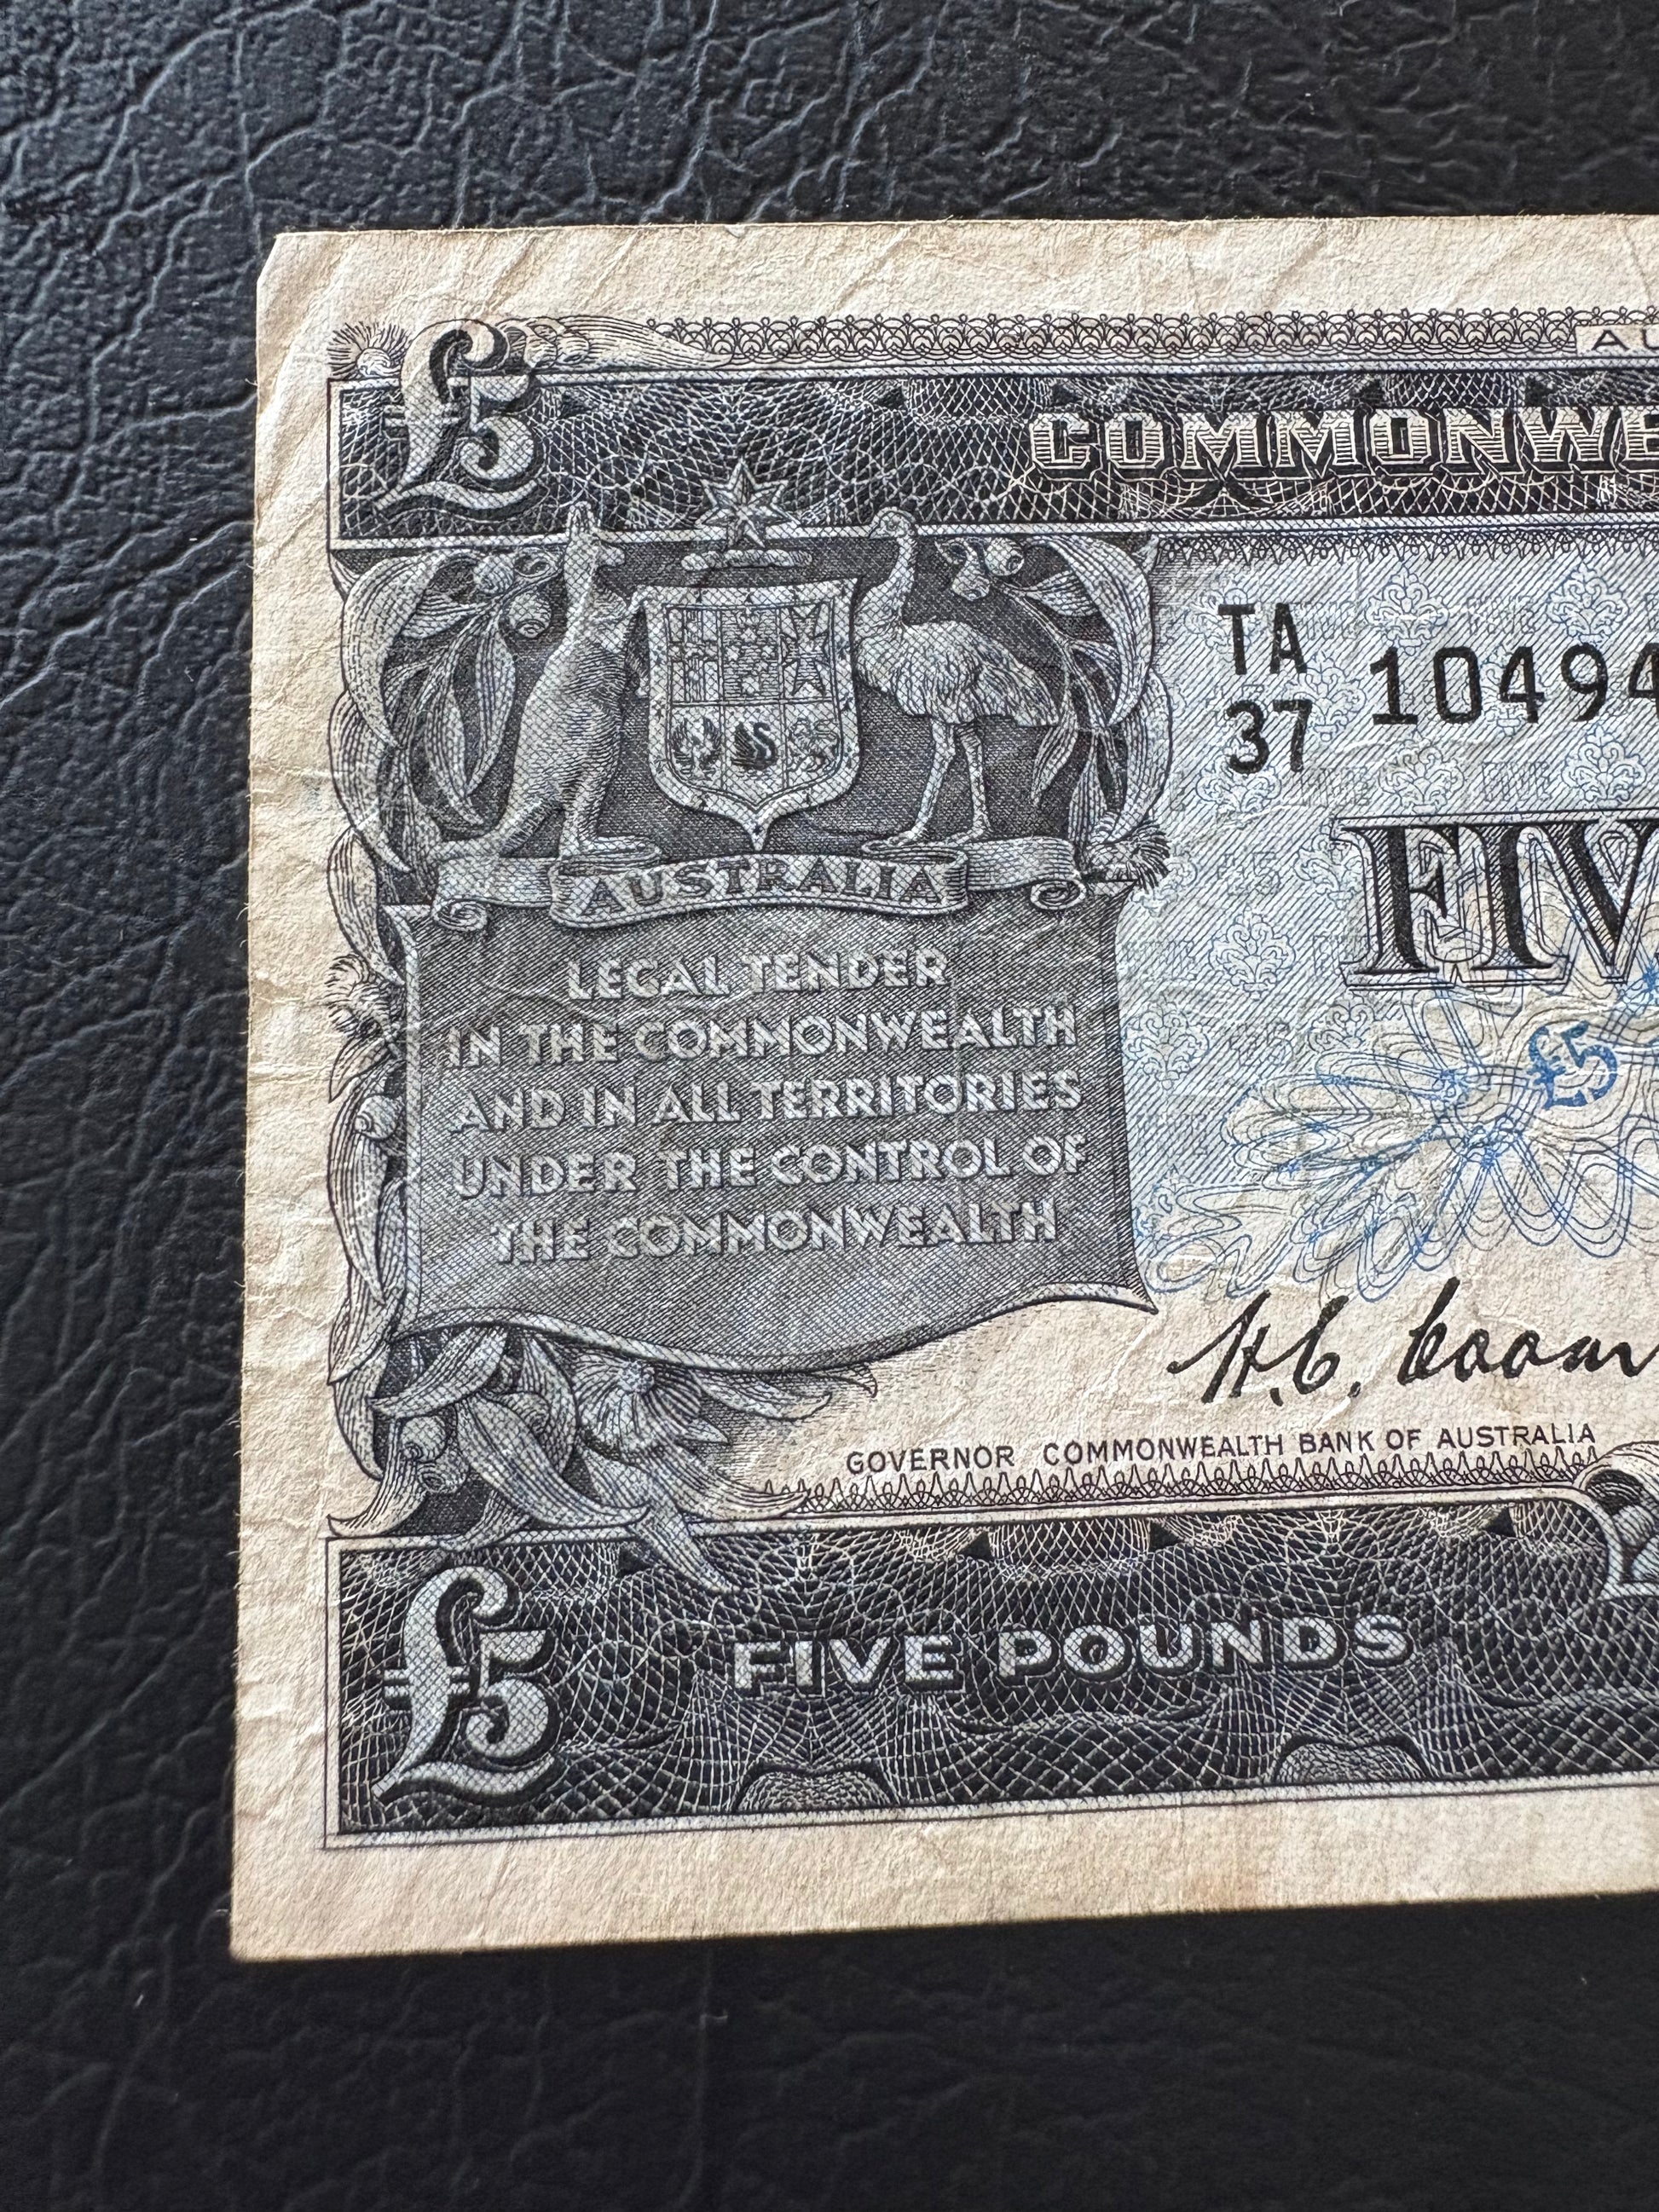 £5
COMMONWE
TA
37 10494
FIV
£5
AUSTRALIA
LEGAL TENDER
IN THE COMMONWEALTH
AND IN ALL TERRITORIES
UNDER THE CONTROL OF
THE COMMONWEALTH
H.C. Coom
GOVERNOR COMMONWEALTH BANK OF AUSTRALIA
£5 FIVE POUNDS